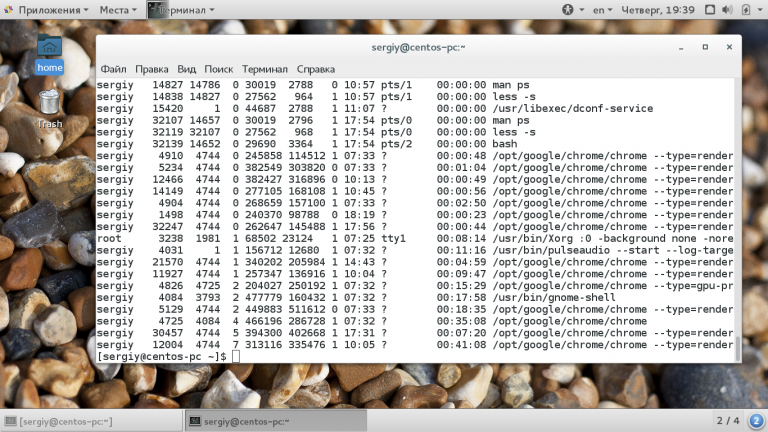 Приложения Места Терминал en Четверг, 19:39
home
Trash
sergiy@centos-pc:~
Файл Правка Вид Поиск Терминал Справка
sergiy 14827 14786 0 30019 2788 0 10:57 pts/1 00:00:00 man ps
sergiy 14838 14827 0 27562 964 1 10:57 pts/1 00:00:00 less -s
sergiy 15420 1 0 44687 2788 1 11:07 ? 00:00:00 /usr/libexec/dconf-service
sergiy 32107 14657 0 30019 2796 1 17:54 pts/0 00:00:00 man ps
sergiy 32119 32107 0 27562 968 1 17:54 pts/0 00:00:00 less -s
sergiy 32139 14652 0 29690 3364 1 17:54 pts/2 00:00:00 bash
sergiy 4910 4744 0 245858 114512 1 07:33 ? 00:00:48 /opt/google/chrome/chrome --type=render
sergiy 5234 4744 0 382549 303820 0 07:33 ? 00:01:04 /opt/google/chrome/chrome --type=render
sergiy 12466 4744 0 382427 316896 0 10:13 ? 00:00:49 /opt/google/chrome/chrome --type=render
sergiy 14149 4744 0 277105 168108 1 10:45 ? 00:00:56 /opt/google/chrome/chrome --type=render
sergiy 4904 4744 0 268659 157100 1 07:33 ? 00:02:50 /opt/google/chrome/chrome --type=render
sergiy 1498 4744 0 240370 98788 0 18:19 ? 00:00:23 /opt/google/chrome/chrome --type=render
sergiy 32247 4744 0 262647 145488 1 17:56 ? 00:00:44 /opt/google/chrome/chrome --type=render
root 3238 1981 1 68502 23124 1 07:25 tty1 00:08:14 /usr/bin/Xorg :0 -background none -nore
sergiy 4031 1 1 156712 12680 1 07:32 ? 00:11:16 /usr/bin/pulseaudio --start --log-targe
sergiy 21570 4744 1 340202 205984 1 14:43 ? 00:04:59 /opt/google/chrome/chrome --type=render
sergiy 11927 4744 1 257347 136916 1 10:04 ? 00:09:47 /opt/google/chrome/chrome --type=render
sergiy 4826 4725 2 204027 250192 1 07:32 ? 00:15:29 /opt/google/chrome/chrome --type=gpu-pr
sergiy 4084 3793 2 477779 160432 1 07:32 ? 00:17:58 /usr/bin/gnome-shell
sergiy 5129 4744 2 449883 511612 0 07:33 ? 00:18:35 /opt/google/chrome/chrome --type=render
sergiy 4725 4084 4 466196 286728 1 07:32 ? 00:35:08 /opt/google/chrome/chrome
sergiy 30457 4744 5 394300 402668 1 17:31 ? 00:07:20 /opt/google/chrome/chrome --type=render
sergiy 12004 4744 7 313116 335476 1 10:05 ? 00:41:08 /opt/google/chrome/chrome --type=render
[sergiy@centos-pc ~]$
[sergiy@centos-pc:~] sergiy@centos-pc:~ 2 / 4 2